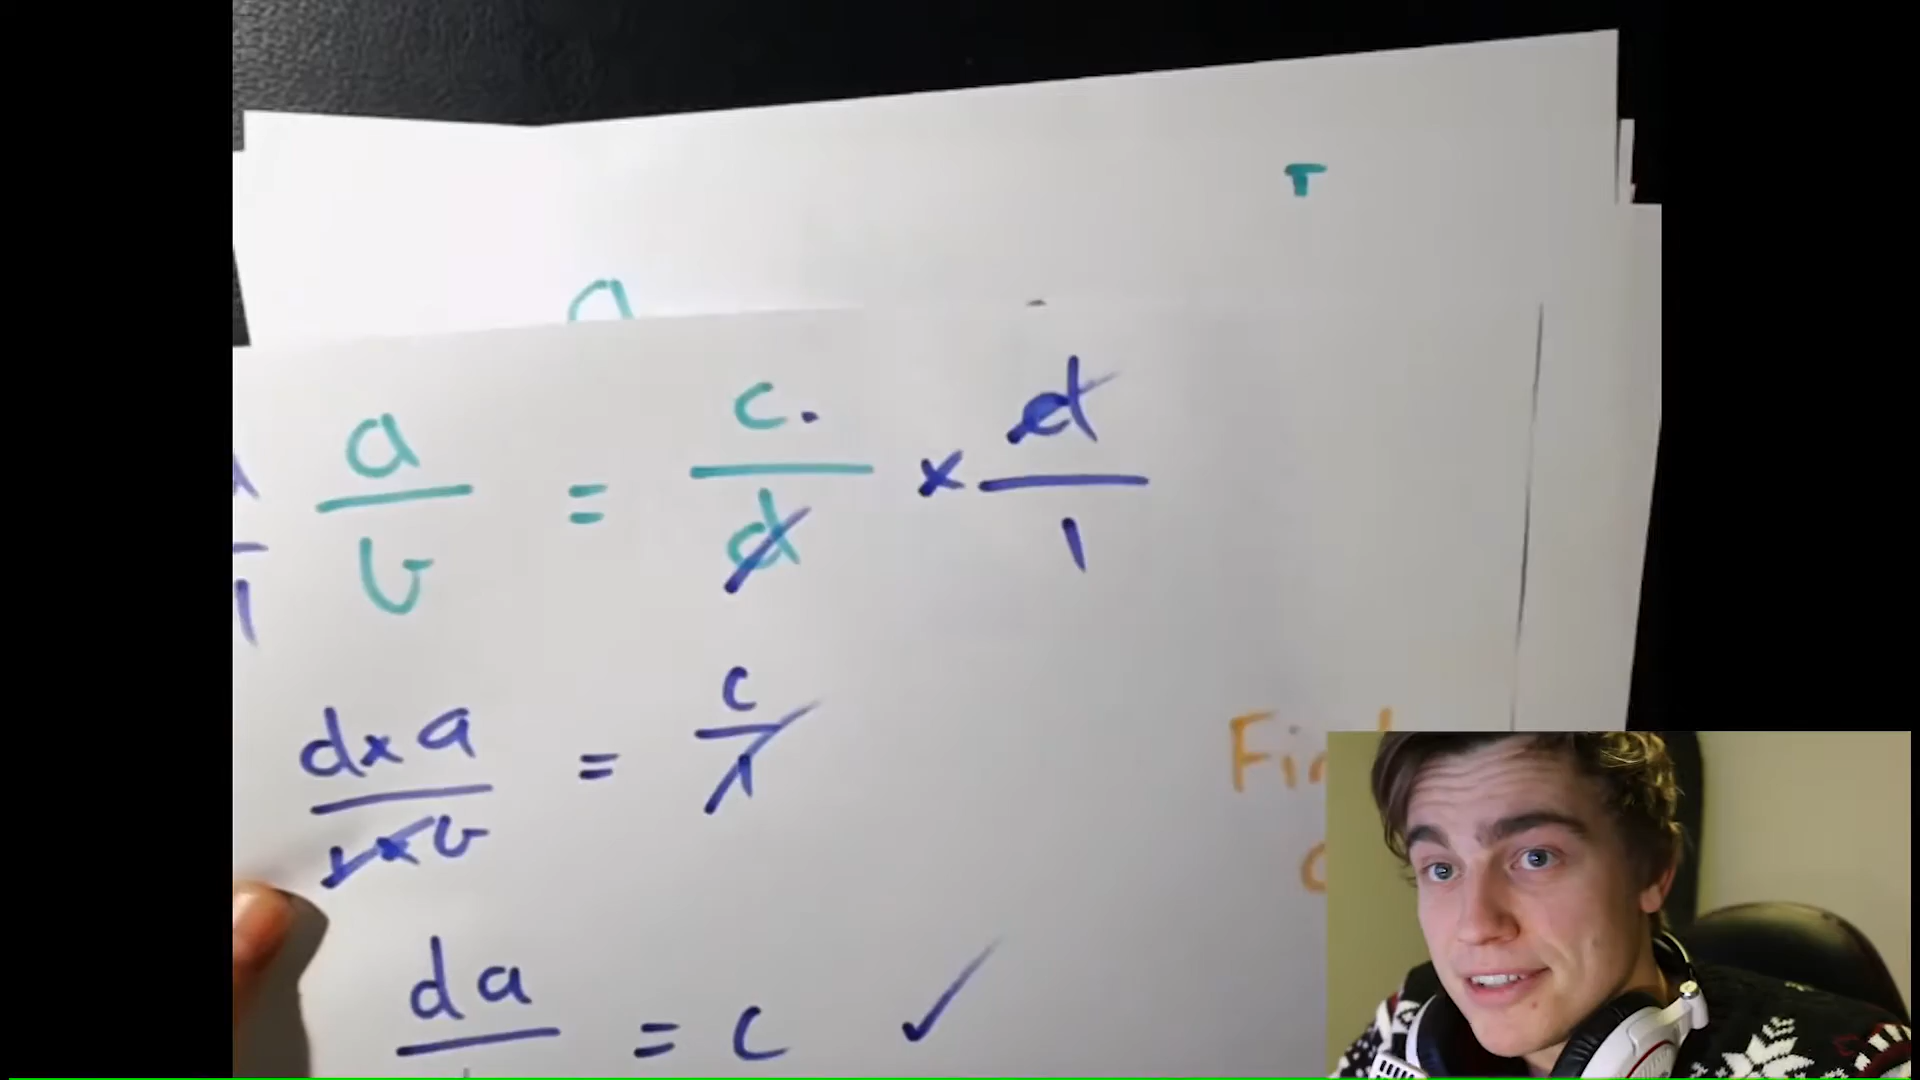 a/b = c/d × d/1
d×a/1×b = c/1
da = c ✓